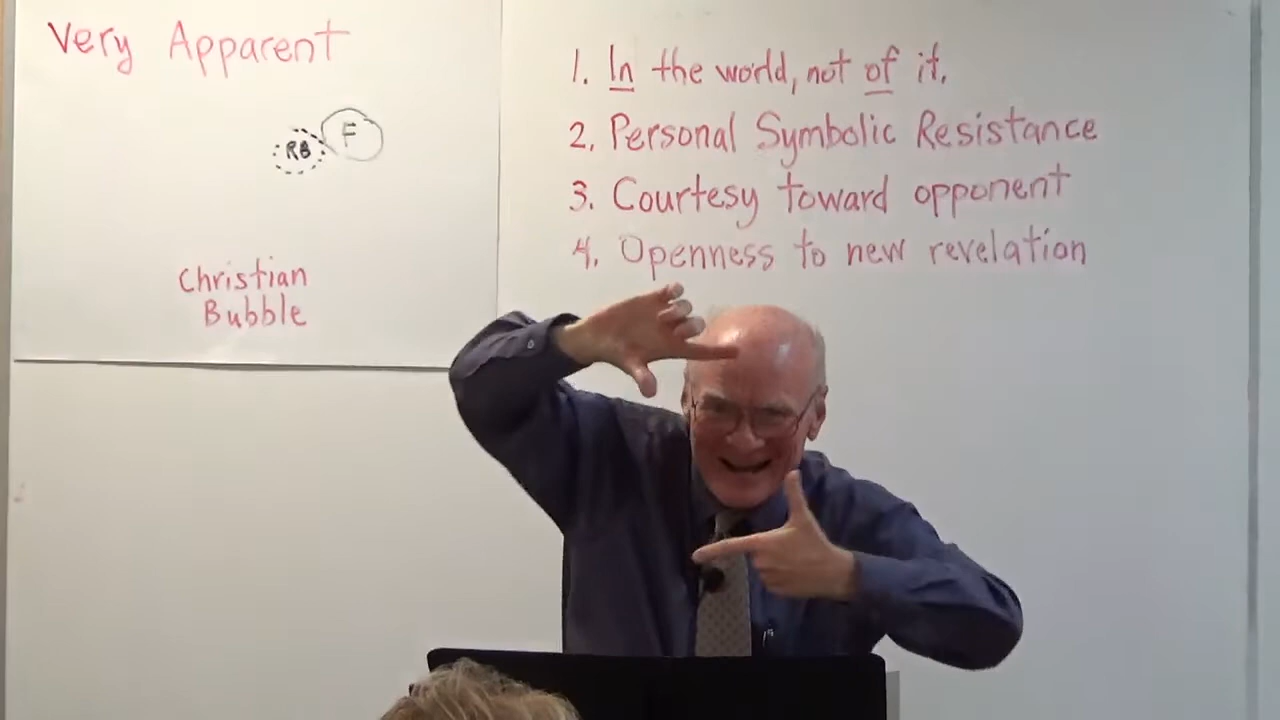 Very Apparent
RB
F
Christian
Bubble
1. In the world, not of it.
2. Personal Symbolic Resistance
3. Courtesy toward opponent
4. Openness to new revelation